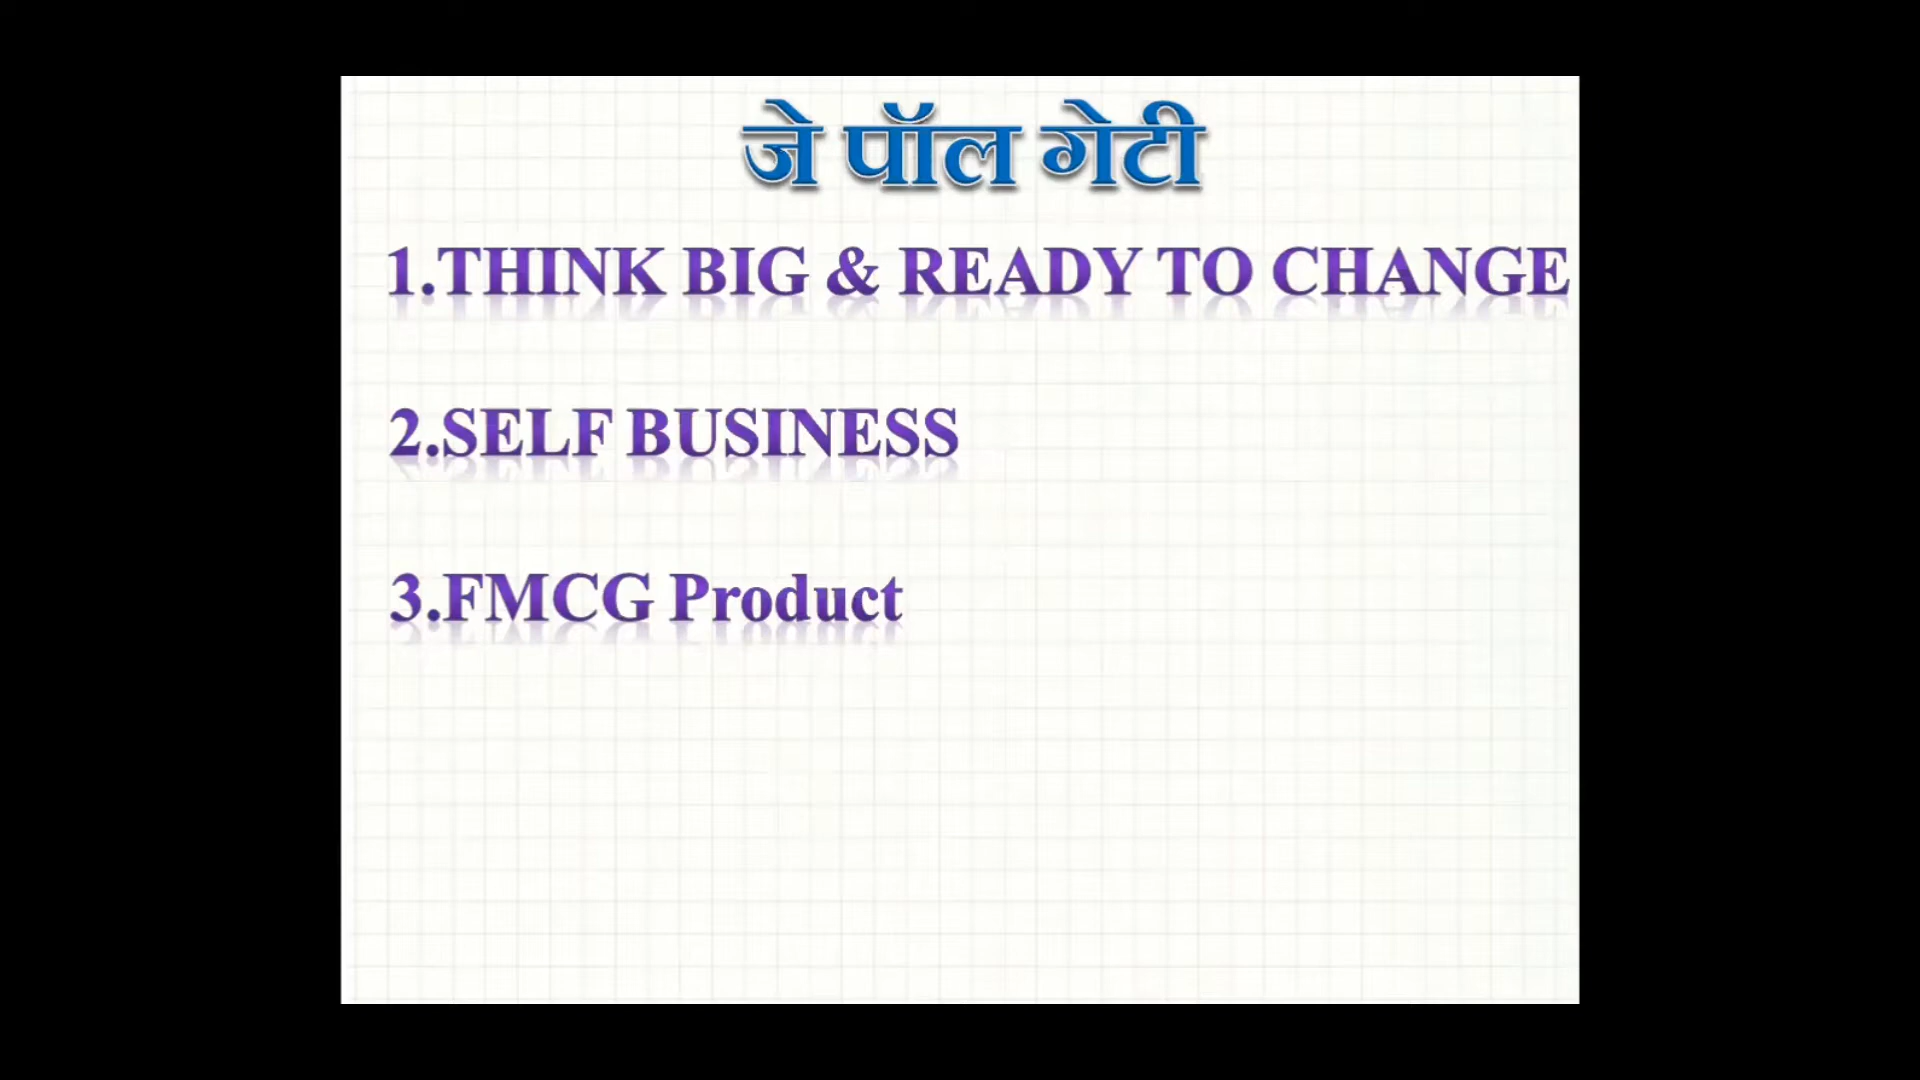 जे पॉल गेटी
1.THINK BIG & READY TO CHANGE
2.SELF BUSINESS
3.FMCG Product